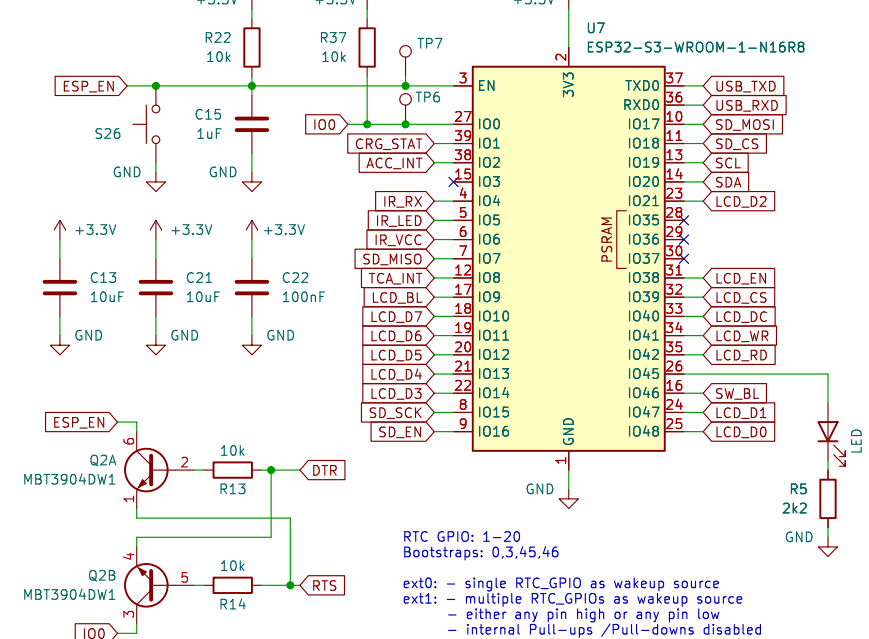 +3.3V +3.3V +3.3V
R22 10k
R37 10k
TP7
TP6
U7
ESP32-S3-WROOM-1-N16R8
ESP_EN
S26
C15
1uF
GND GND
IO0
CRG_STAT
ACC_INT
IR_RX
IR_LED
IR_VCC
SD_MISO
TCA_INT
LCD_BL
LCD_D7
LCD_D6
LCD_D5
LCD_D4
LCD_D3
SD_SCK
SD_EN
2
3V3
3 EN
27 IO0
39 IO1
38 IO2
15 IO3
4 IO4
5 IO5
6 IO6
7 IO7
12 IO8
17 IO9
18 IO10
19 IO11
20 IO12
21 IO13
22 IO14
8 IO15
9 IO16
TXD0 37 USB_TXD
RXD0 36 USB_RXD
IO17 10 SD_MOSI
IO18 11 SD_CS
IO19 13 SCL
IO20 14 SDA
IO21 23 LCD_D2
PSRAM
IO35 28
IO36 29
IO37 30
IO38 31 LCD_EN
IO39 32 LCD_CS
IO40 33 LCD_DC
IO41 34 LCD_WR
IO42 35 LCD_RD
IO45 26
IO46 16 SW_BL
IO47 24 LCD_D1
IO48 25 LCD_D0
GND
1
GND
LED
R5
2k2
GND
+3.3V +3.3V +3.3V
C13
10uF
C21
10uF
C22
100nF
GND GND GND
ESP_EN
6
Q2A
MBT3904DW1
2
1
10k
R13
DTR
4
Q2B
MBT3904DW1
5
3
10k
R14
RTS
IO0
RTC GPIO: 1-20
Bootstraps: 0,3,45,46
ext0: - single RTC_GPIO as wakeup source
ext1: - multiple RTC_GPIOs as wakeup source
- either any pin high or any pin low
- internal Pull-ups /Pull-downs disabled